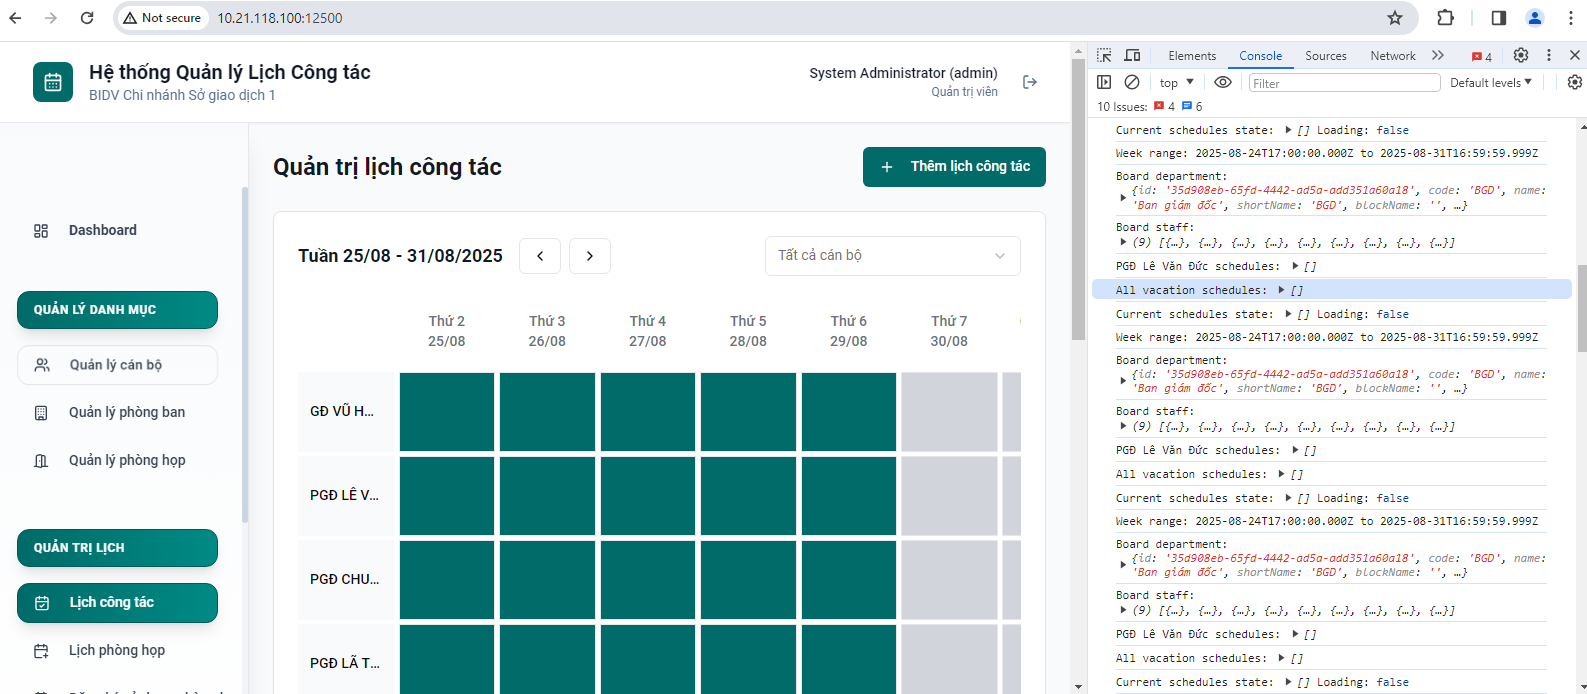 Not secure
10.21.118.100:12500
Hệ thống Quản lý Lịch Công tác
BIDV Chi nhánh Sở giao dịch 1
System Administrator (admin)
Quản trị viên
Dashboard
QUẢN LÝ DANH MỤC
Quản lý cán bộ
Quản lý phòng ban
Quản lý phòng họp
QUẢN TRỊ LỊCH
Lịch công tác
Lịch phòng họp
Quản trị lịch công tác
+ Thêm lịch công tác
Tuần 25/08 - 31/08/2025
Tất cả cán bộ
Thứ 2 Thứ 3 Thứ 4 Thứ 5 Thứ 6 Thứ 7
25/08 26/08 27/08 28/08 29/08 30/08
GĐ VŨ H...
PGĐ LÊ V...
PGĐ CHU...
PGĐ LÃ T...
Elements Console Sources Network 4
top Filter Default levels
10 Issues: 4 6
Current schedules state: [] Loading: false
Week range: 2025-08-24T17:00:00.000Z to 2025-08-31T16:59:59.999Z
Board department:
{id: '35d908eb-65fd-4442-ad5a-add351a60a18', code: 'BGD', name:
'Ban giám đốc', shortName: 'BGD', blockName: '', …}
Board staff:
(9) [{…}, {…}, {…}, {…}, {…}, {…}, {…}, {…}, {…}]
PGĐ Lê Văn Đức schedules: []
All vacation schedules: []
Current schedules state: [] Loading: false
Week range: 2025-08-24T17:00:00.000Z to 2025-08-31T16:59:59.999Z
Board department:
{id: '35d908eb-65fd-4442-ad5a-add351a60a18', code: 'BGD', name:
'Ban giám đốc', shortName: 'BGD', blockName: '', …}
Board staff:
(9) [{…}, {…}, {…}, {…}, {…}, {…}, {…}, {…}, {…}]
PGĐ Lê Văn Đức schedules: []
All vacation schedules: []
Current schedules state: [] Loading: false
Week range: 2025-08-24T17:00:00.000Z to 2025-08-31T16:59:59.999Z
Board department:
{id: '35d908eb-65fd-4442-ad5a-add351a60a18', code: 'BGD', name:
'Ban giám đốc', shortName: 'BGD', blockName: '', …}
Board staff:
(9) [{…}, {…}, {…}, {…}, {…}, {…}, {…}, {…}, {…}]
PGĐ Lê Văn Đức schedules: []
All vacation schedules: []
Current schedules state: [] Loading: false